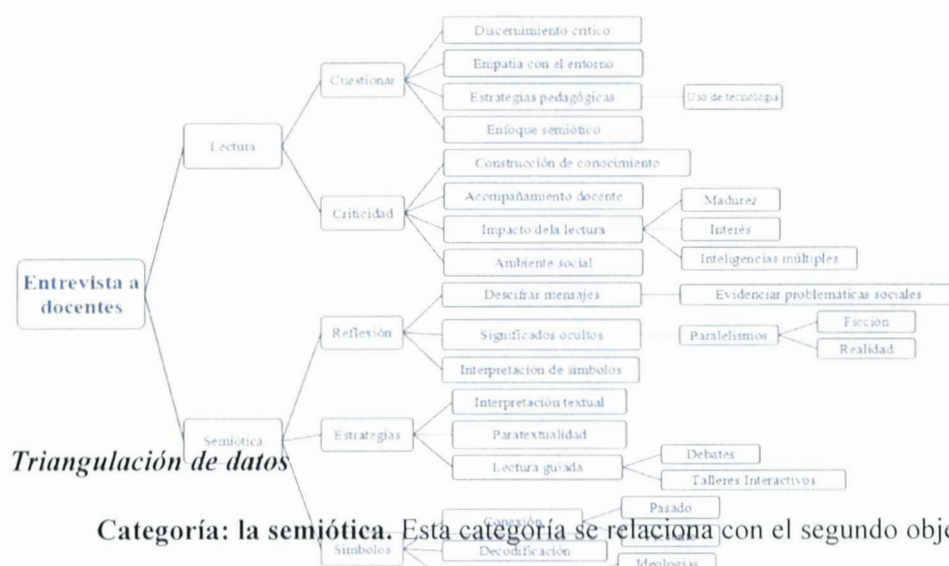 Discernimiento crítico
Empatía con el entorno
Cuestionar
Estrategias pedagógicas
Uso de tecnología
Enfoque semiótico
Lectura
Construcción de conocimiento
Acompañamiento docente
Madurez
Criticidad
Impacto dela lectura
Interés
Ambiente social
Inteligencias múltiples
Entrevista a
docentes
Descifrar mensajes
Evidenciar problemáticas sociales
Reflexión
Significados ocultos
Paralelismos
Ficción
Realidad
Interpretación de símbolos
Interpretación textual
Semiótica
Estrategias
Paratextualidad
Lectura guiada
Debates
Talleres Interactivos
Triangulación de datos
Conexión
Pasado
Categoría: la semiótica. Esta categoría se relaciona con el segundo obje
Símbolos
Decodificación
Ideologías